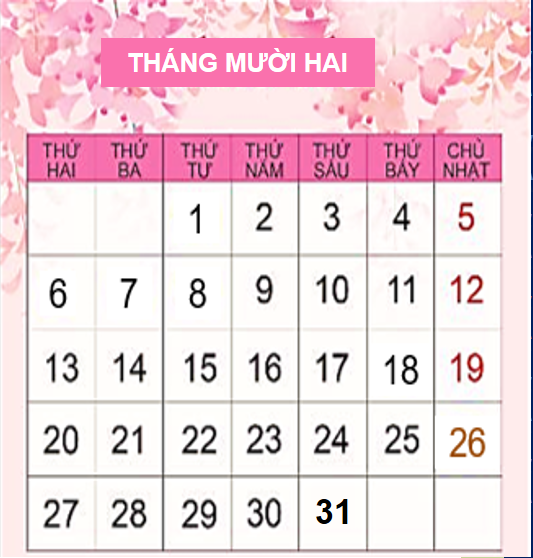 THÁNG MƯỜI HAI
THỨ HAI THỨ BA THỨ TƯ THỨ NĂM THỨ SÁU THỨ BẢY CHỦ NHẬT
1 2 3 4 5
6 7 8 9 10 11 12
13 14 15 16 17 18 19
20 21 22 23 24 25 26
27 28 29 30 31